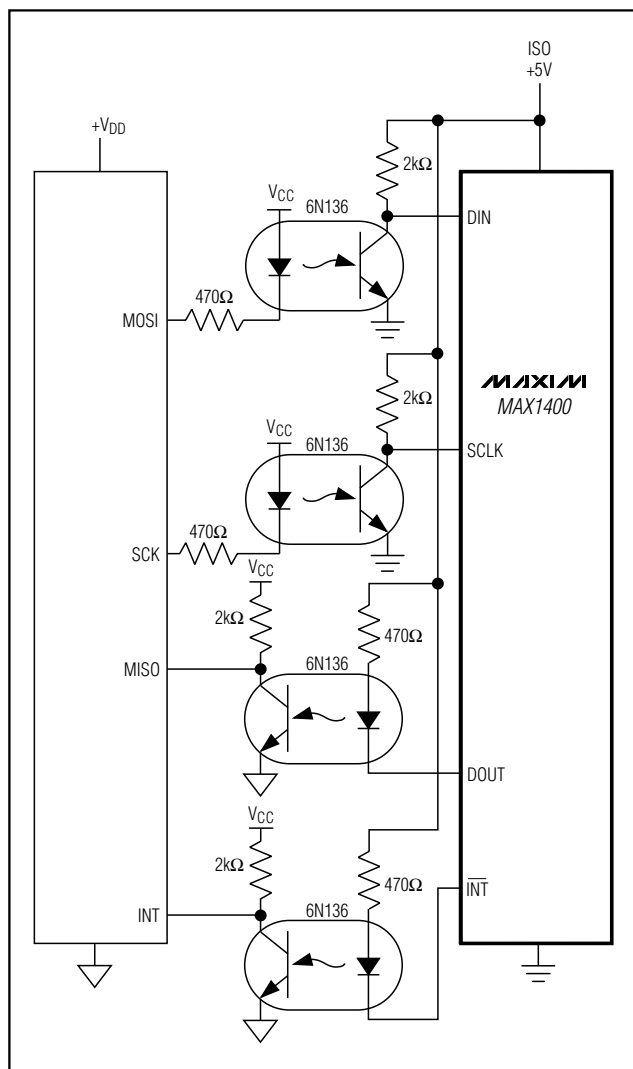 ISO
+5V
+VDD
2kΩ
VCC
6N136
DIN
470Ω
MOSI
MAXIM
MAX1400
2kΩ
VCC
6N136
SCLK
470Ω
SCK
VCC
2kΩ
470Ω
6N136
MISO
DOUT
VCC
2kΩ
470Ω
INT
6N136
INT